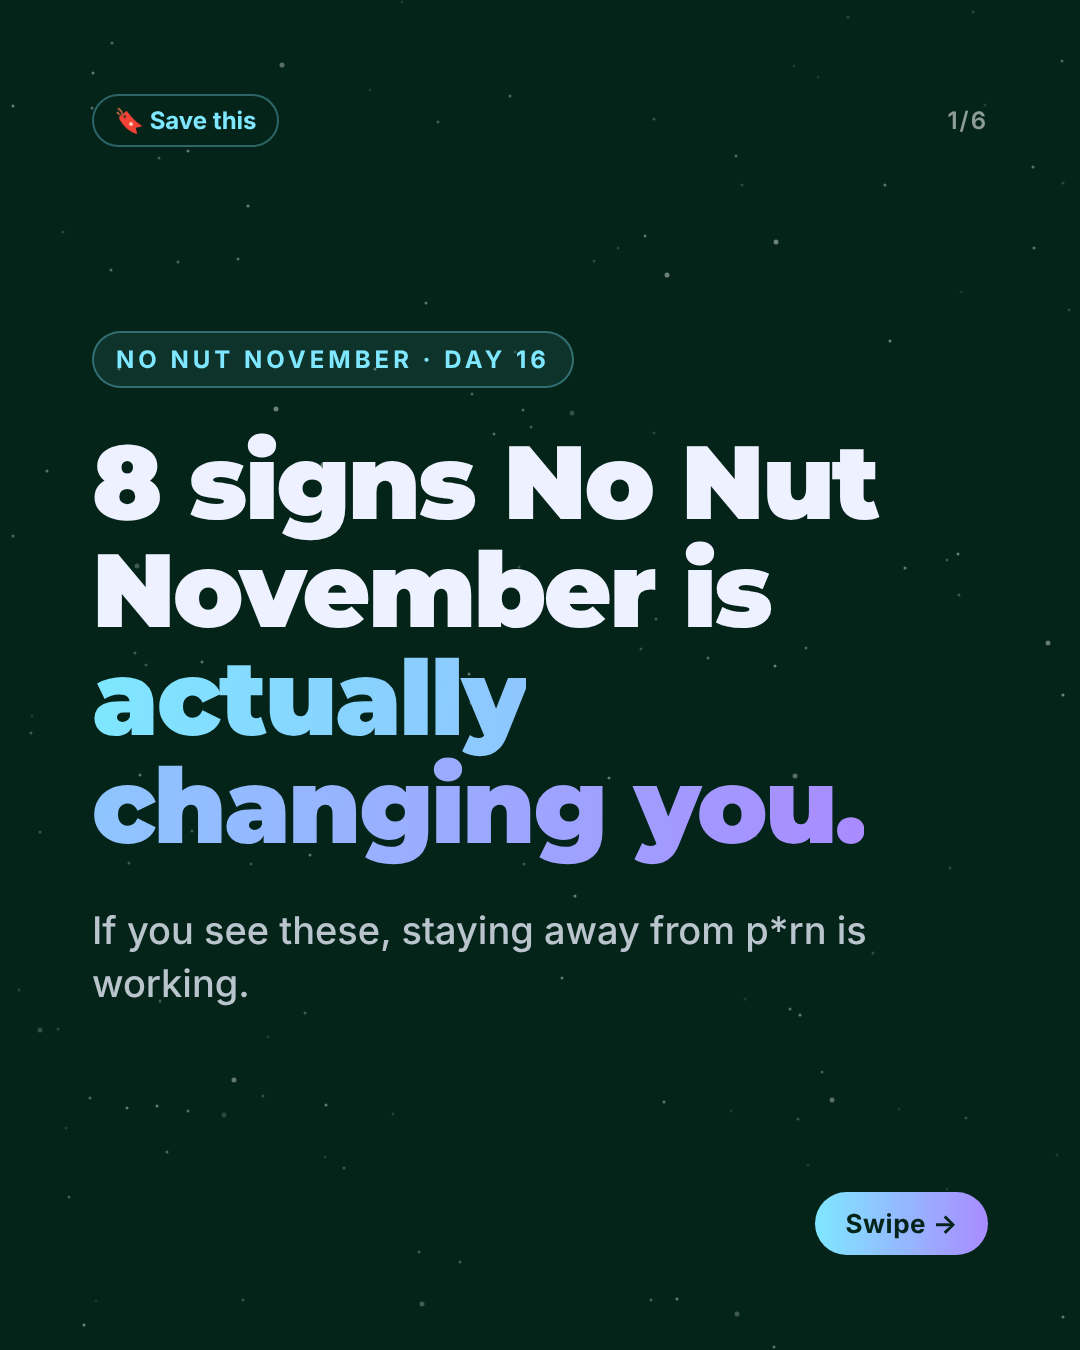 🔖 Save this
1/6
NO NUT NOVEMBER · DAY 16
8 signs No Nut
November is
actually
changing you.
If you see these, staying away from p*rn is
working.
Swipe →